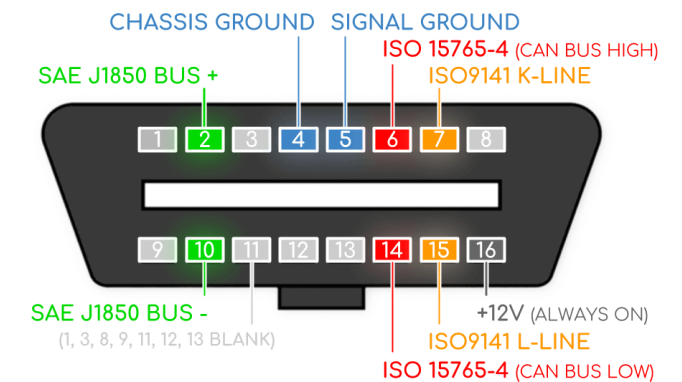 CHASSIS GROUND SIGNAL GROUND
ISO 15765-4 (CAN BUS HIGH)
SAE J1850 BUS + ISO9141 K-LINE
1 2 3 4 5 6 7 8
9 10 11 12 13 14 15 16
SAE J1850 BUS - +12V (ALWAYS ON)
(1, 3, 8, 9, 11, 12, 13 BLANK) ISO9141 L-LINE
ISO 15765-4 (CAN BUS LOW)